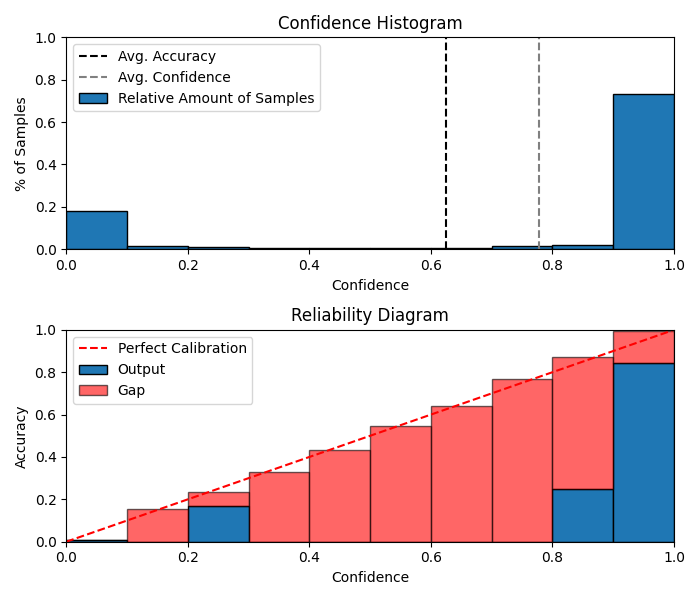 Confidence Histogram
1.0
0.8
0.6
0.4
0.2
0.0
% of Samples
Avg. Accuracy
Avg. Confidence
Relative Amount of Samples
0.0 0.2 0.4 0.6 0.8 1.0
Confidence
Reliability Diagram
1.0
0.8
0.6
0.4
0.2
0.0
Accuracy
Perfect Calibration
Output
Gap
0.0 0.2 0.4 0.6 0.8 1.0
Confidence